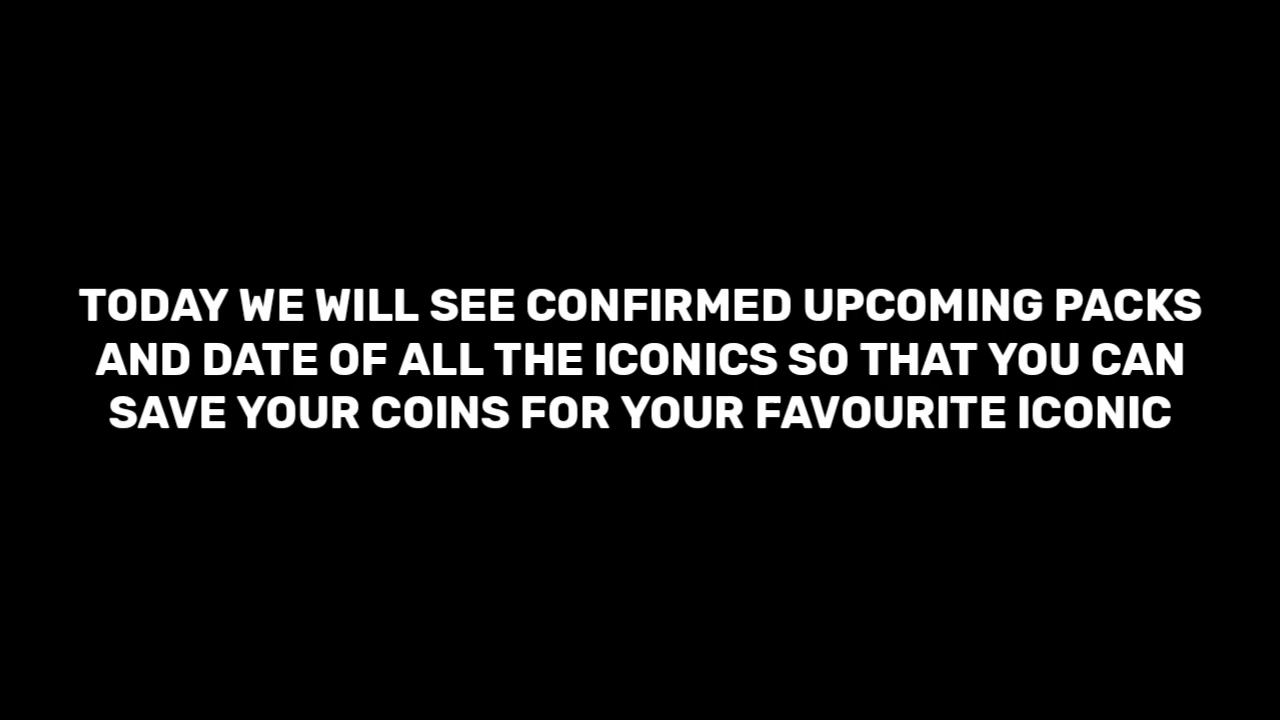 TODAY WE WILL SEE CONFIRMED UPCOMING PACKS
AND DATE OF ALL THE ICONICS SO THAT YOU CAN
SAVE YOUR COINS FOR YOUR FAVOURITE ICONIC